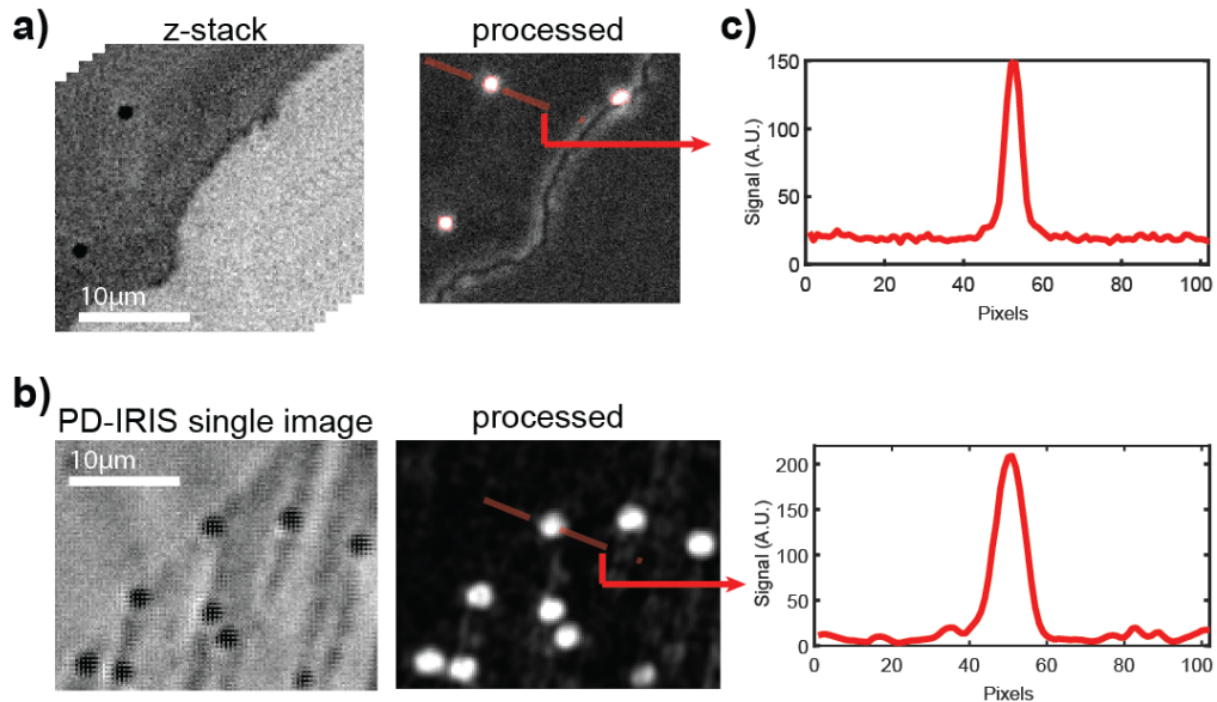 a)
z-stack
processed
c)
10μm
150
100
50
0
Signal (A.U.)
0 20 40 60 80 100
Pixels
b)
PD-IRIS single image
processed
10μm
200
150
100
50
0
Signal (A.U.)
0 20 40 60 80 100
Pixels